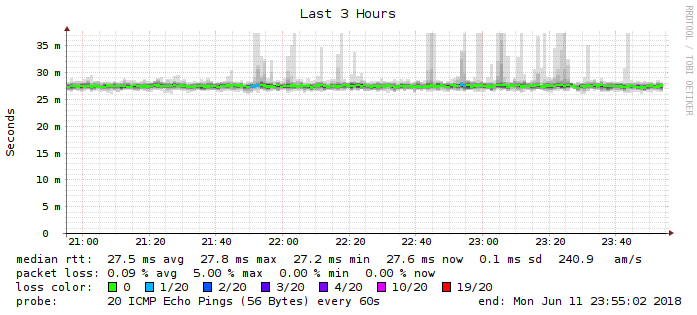 Last 3 Hours
RRDTOOL / TOBI OETIKER
Seconds
35 m
30 m
25 m
20 m
15 m
10 m
5 m
0
21:00 21:20 21:40 22:00 22:20 22:40 23:00 23:20 23:40
median rtt: 27.5 ms avg 27.8 ms max 27.2 ms min 27.6 ms now 0.1 ms sd 240.9 am/s
packet loss: 0.09 % avg 5.00 % max 0.00 % min 0.00 % now
loss color: 0 1/20 2/20 3/20 4/20 10/20 19/20
probe: 20 ICMP Echo Pings (56 Bytes) every 60s end: Mon Jun 11 23:55:02 2018